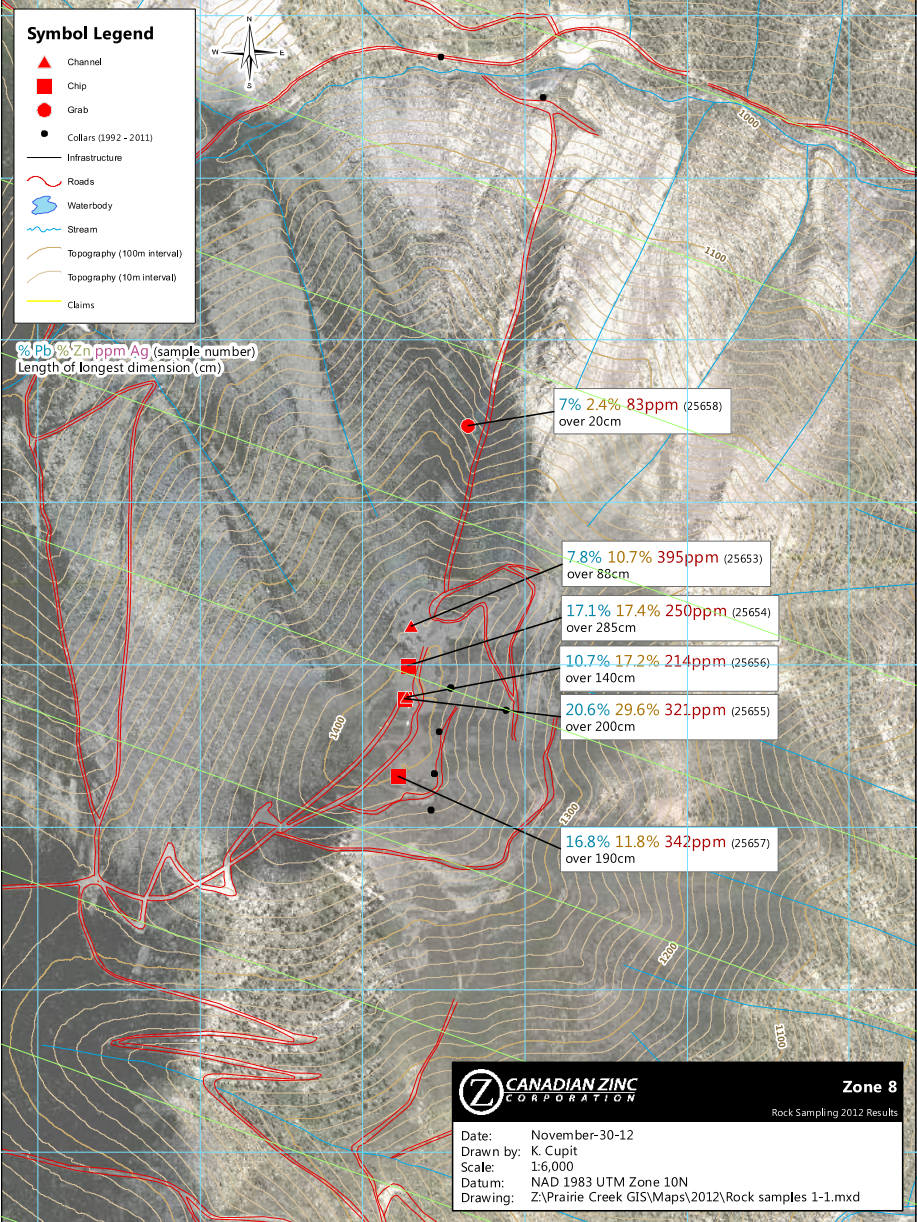 Symbol Legend
Channel
Chip
Grab
Collars (1992 - 2011)
Infrastructure
Roads
Waterbody
Stream
Topography (100m interval)
Topography (10m interval)
Claims
N
W
E
S
1000
1100
% Pb % Zn ppm Ag (sample number)
Length of longest dimension (cm)
7% 2.4% 83ppm (25658)
over 20cm
7.8% 10.7% 395ppm (25653)
over 88cm
17.1% 17.4% 250ppm (25654)
over 285cm
10.7% 17.2% 214ppm (25656)
over 140cm
20.6% 29.6% 321ppm (25655)
over 200cm
1400
1300
16.8% 11.8% 342ppm (25657)
over 190cm
1200
1100
Z CANADIAN ZINC
CORPORATION
Zone 8
Rock Sampling 2012 Results
Date: November-30-12
Drawn by: K. Cupit
Scale: 1:6,000
Datum: NAD 1983 UTM Zone 10N
Drawing: Z:\Prairie Creek GIS\Maps\2012\Rock samples 1-1.mxd